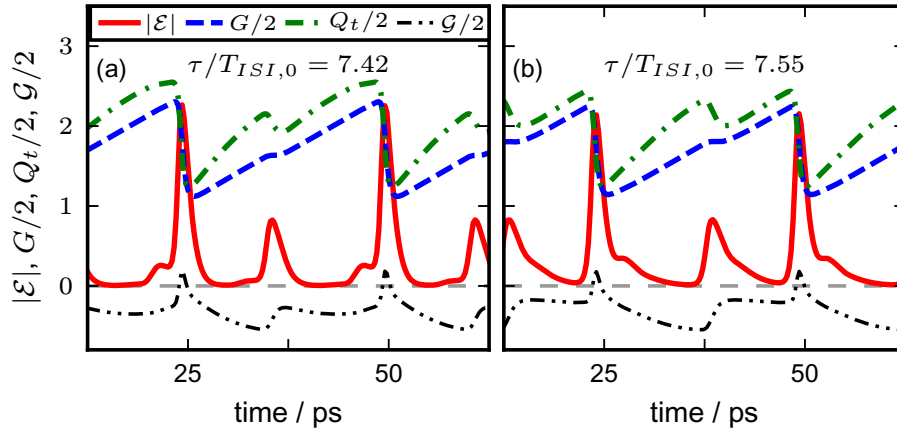 |ℰ| G/2 Q_t/2 𝒢/2
(a) τ/T_{ISI,0} = 7.42
(b) τ/T_{ISI,0} = 7.55
|ℰ|, G/2, Q_t/2, 𝒢/2
3
2
1
0
25 50
25 50
time / ps
time / ps